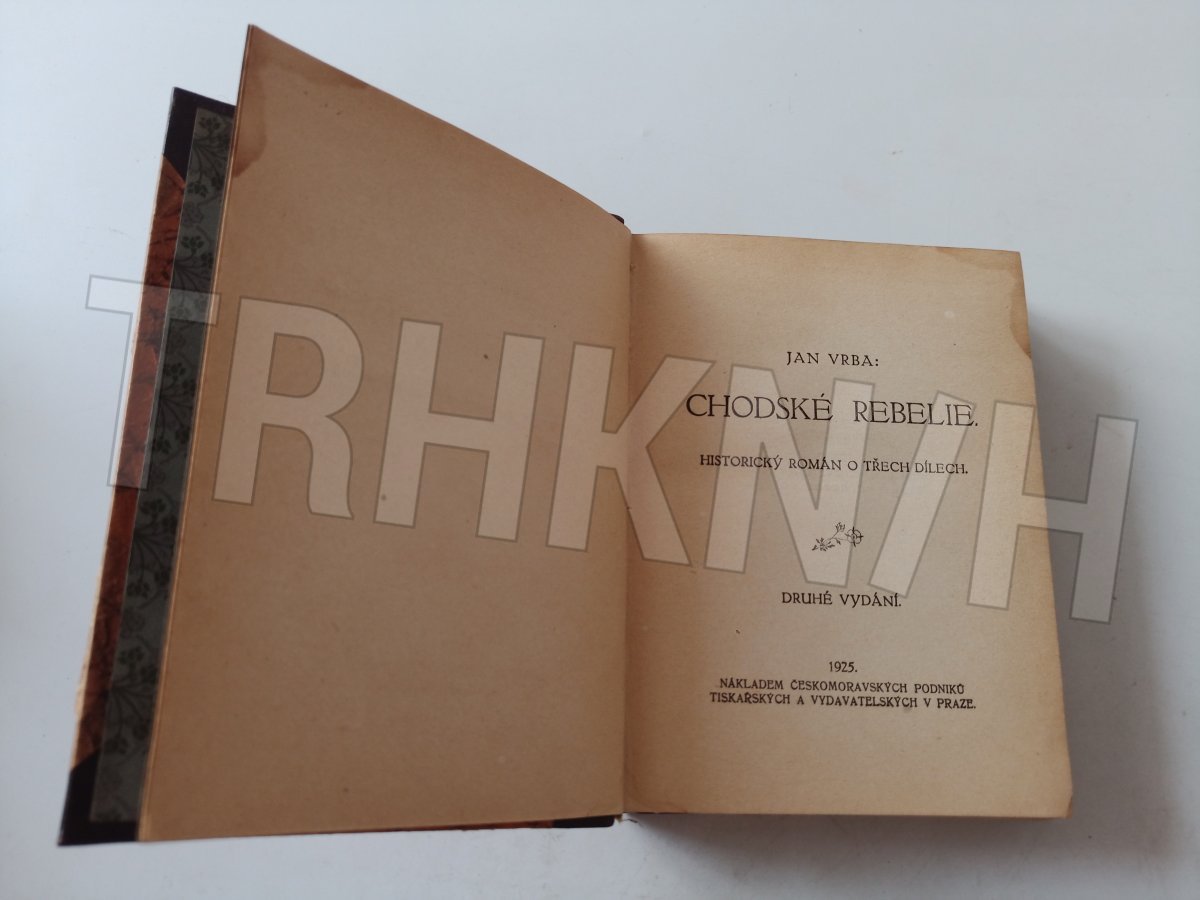 JAN VRBA:
CHODSKÉ REBELIE.
HISTORICKÝ ROMÁN O TŘECH DÍLECH.
DRUHÉ VYDÁNÍ.
1925.
NÁKLADEM ČESKOMORAVSKÝCH PODNIKŮ
TISKAŘSKÝCH A VYDAVATELSKÝCH V PRAZE.
TRHKNIH